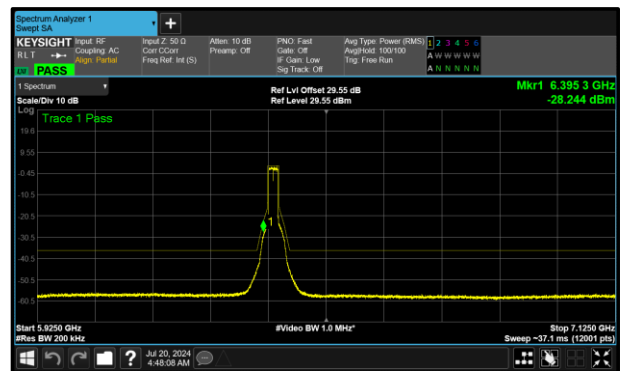 Spectrum Analyzer 1
Swept SA
KEYSIGHT Input: RF
RLT Coupling: AC
Align: Partial
Input Z: 50 Ω
Corr CCorr
Freq Ref: Int (S)
Atten: 10 dB
Preamp: Off
PNO: Fast
Gate: Off
IF Gain: Low
Sig Track: Off
Avg Type: Power (RMS)
Avg|Hold: 100/100
Trig: Free Run
1 2 3 4 5 6
A W W W W W
A N N N N N
PASS
1 Spectrum
Scale/Div 10 dB
Ref Lvl Offset 29.55 dB
Ref Level 29.55 dBm
Mkr1 6.395 3 GHz
-28.244 dBm
Log
Trace 1 Pass
19.6
9.55
-0.45
-10.5
-20.5
-30.5
-40.5
-50.5
-60.5
1
Start 5.9250 GHz
#Res BW 200 kHz
#Video BW 1.0 MHz*
Stop 7.1250 GHz
Sweep ~37.1 ms (12001 pts)
?
Jul 20, 2024
4:48:08 AM